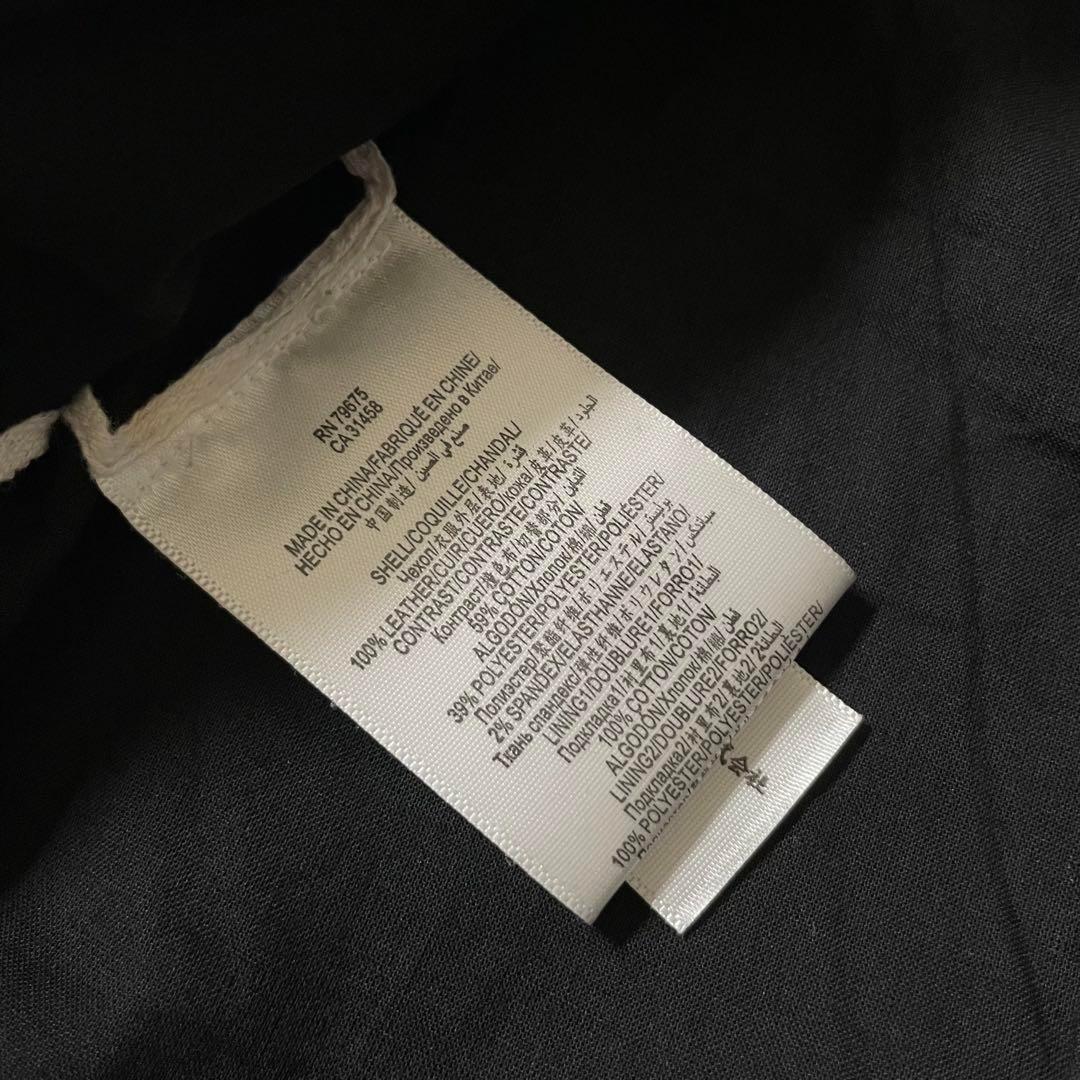 RN 79675
CA 31458
MADE IN CHINA/FABRIQUÉ EN CHINE/
HECHO EN CHINA/Произведено в Китае/
中国制造/ صنع في الصين
SHELL/COQUILLE/CHANDAL/
Чехол/衣服外层/表地/ قشرة
100% LEATHER/CUIR/CUERO/кожа/皮革/皮革/ الجلود/
CONTRAST/CONTRASTE/CONTRASTE/
Контраст/撞色布/切替部分/ التباين
59% COTTON/COTON/
ALGODÓN/Хлопок/棉/綿/ قطن
39% POLYESTER/POLYESTER/POLIÉSTER/
Полиэстер/聚酯纤维/ポリエステル/ بوليستر
2% SPANDEX/ELASTHANNE/ELASTANO/
Ткань спандекс/弹性纤维/ポリウレタン/ سباندكس
LINING1/DOUBLURE1/FORRO1/
Подкладка1/衬里布1/裏地1/ البطانة1
100% COTTON/COTON/
ALGODÓN/Хлопок/棉/綿/ قطن
LINING2/DOUBLURE2/FORRO2/
Подкладка2/衬里布2/裏地2/ البطانة2
100% POLYESTER/POLYESTER/POLIÉSTER/
会社